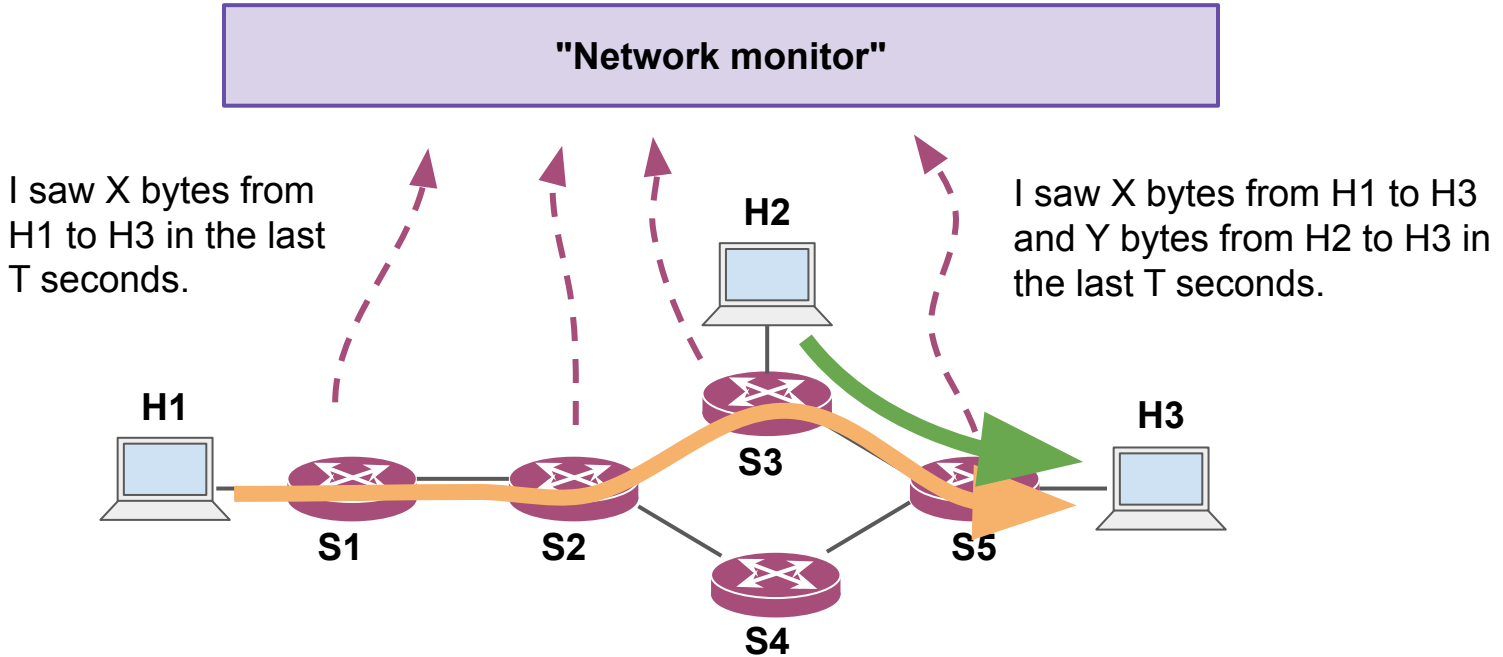 "Network monitor"
I saw X bytes from
H1 to H3 in the last
T seconds.
I saw X bytes from H1 to H3
and Y bytes from H2 to H3 in
the last T seconds.
H2
H1
H3
S3
S1
S2
S5
S4